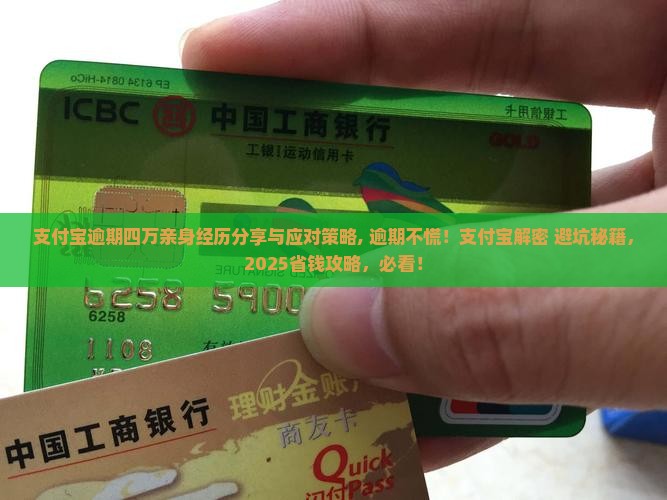 ICBC 中国工商银行
工银信用卡
工银I运动信用卡
GOLD
EP 6134 0814-HiCo
支付宝逾期四万亲身经历分享与应对策略, 逾期不慌！支付宝解密 避坑秘籍，
2025省钱攻略，必看！
6258 5900
6258
1108
中国工商银行
理财金账户
商友卡
Quick
闪付Pass